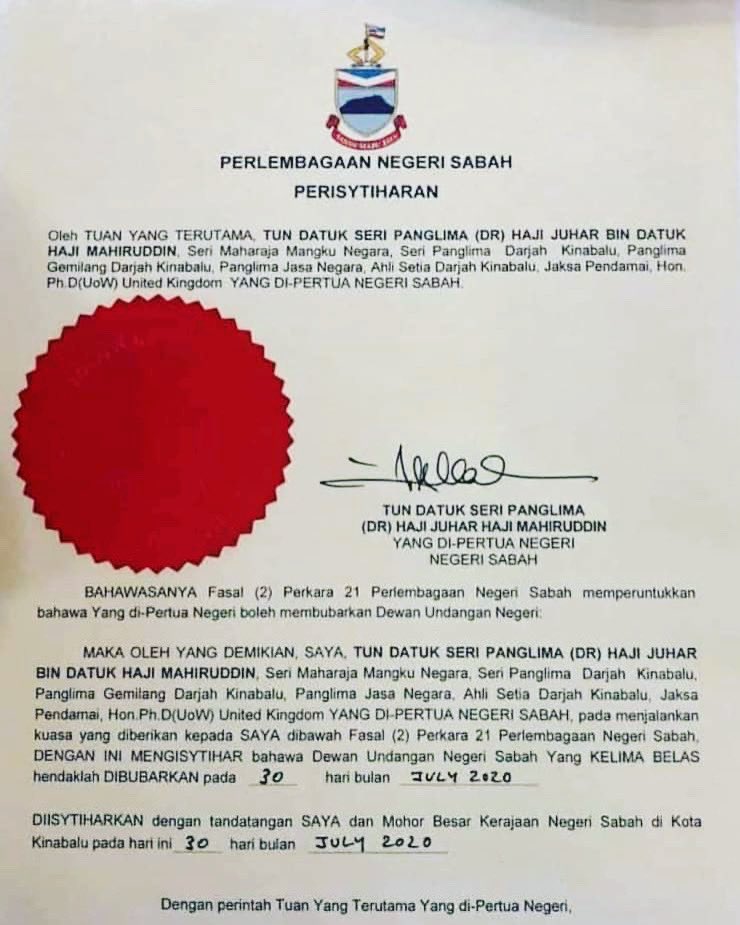 PERLEMBAGAAN NEGERI SABAH
PERISYTIHARAN
Oleh TUAN YANG TERUTAMA, TUN DATUK SERI PANGLIMA (DR) HAJI JUHAR BIN DATUK
HAJI MAHIRUDDIN, Seri Maharaja Mangku Negara, Seri Panglima Darjah Kinabalu, Panglima
Gemilang Darjah Kinabalu, Panglima Jasa Negara, Ahli Setia Darjah Kinabalu, Jaksa Pendamai, Hon.
Ph.D(UoW) United Kingdom YANG DI-PERTUA NEGERI SABAH.
TUN DATUK SERI PANGLIMA
(DR) HAJI JUHAR HAJI MAHIRUDDIN
YANG DI-PERTUA NEGERI
NEGERI SABAH
BAHAWASANYA Fasal (2) Perkara 21 Perlembagaan Negeri Sabah memperuntukkan
bahawa Yang di-Pertua Negeri boleh membubarkan Dewan Undangan Negeri:
MAKA OLEH YANG DEMIKIAN, SAYA, TUN DATUK SERI PANGLIMA (DR) HAJI JUHAR
BIN DATUK HAJI MAHIRUDDIN, Seri Maharaja Mangku Negara, Seri Panglima Darjah Kinabalu,
Panglima Gemilang Darjah Kinabalu, Panglima Jasa Negara, Ahli Setia Darjah Kinabalu, Jaksa
Pendamai, Hon.Ph.D(UoW) United Kingdom YANG DI-PERTUA NEGERI SABAH, pada menjalankan
kuasa yang diberikan kepada SAYA dibawah Fasal (2) Perkara 21 Perlembagaan Negeri Sabah,
DENGAN INI MENGISYTIHAR bahawa Dewan Undangan Negeri Sabah Yang KELIMA BELAS
hendaklah DIBUBARKAN pada 30 hari bulan JULY 2020
DIISYTIHARKAN dengan tandatangan SAYA dan Mohor Besar Kerajaan Negeri Sabah di Kota
Kinabalu pada hari ini 30 hari bulan JULY 2020
Dengan perintah Tuan Yang Terutama Yang di-Pertua Negeri,